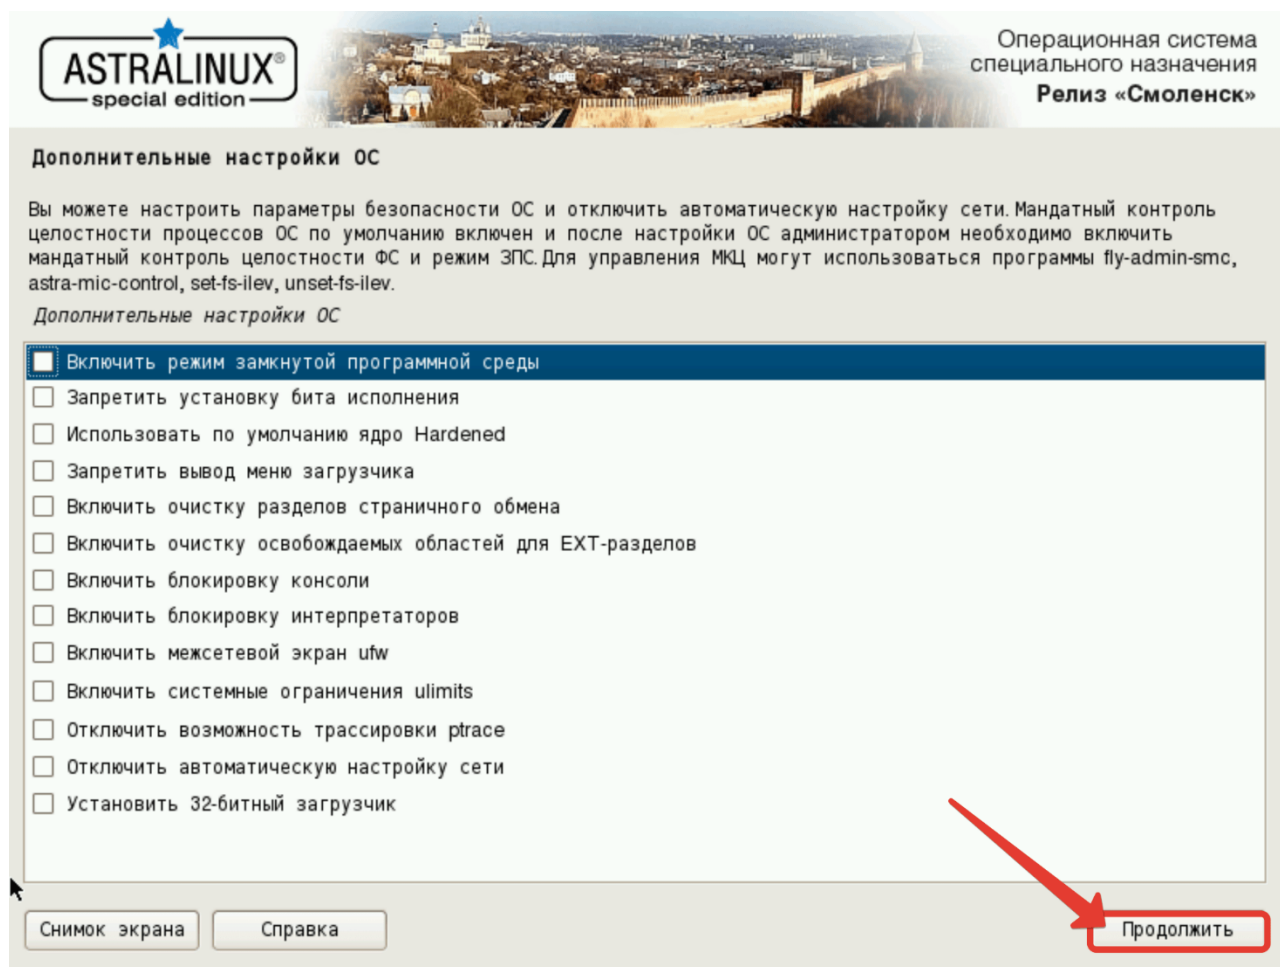 ASTRALINUX®
special edition
Операционная система
специального назначения
Релиз «Смоленск»
Дополнительные настройки ОС
Вы можете настроить параметры безопасности ОС и отключить автоматическую настройку сети. Мандатный контроль
целостности процессов ОС по умолчанию включен и после настройки ОС администратором необходимо включить
мандатный контроль целостности ФС и режим ЗПС. Для управления МКЦ могут использоваться программы fly-admin-smc,
astra-mic-control, set-fs-ilev, unset-fs-ilev.
Дополнительные настройки ОС
Включить режим замкнутой программной среды
Запретить установку бита исполнения
Использовать по умолчанию ядро Hardened
Запретить вывод меню загрузчика
Включить очистку разделов страничного обмена
Включить очистку освобождаемых областей для EXT-разделов
Включить блокировку консоли
Включить блокировку интерпретаторов
Включить межсетевой экран ufw
Включить системные ограничения ulimits
Отключить возможность трассировки ptrace
Отключить автоматическую настройку сети
Установить 32-битный загрузчик
Снимок экрана
Справка
Продолжить